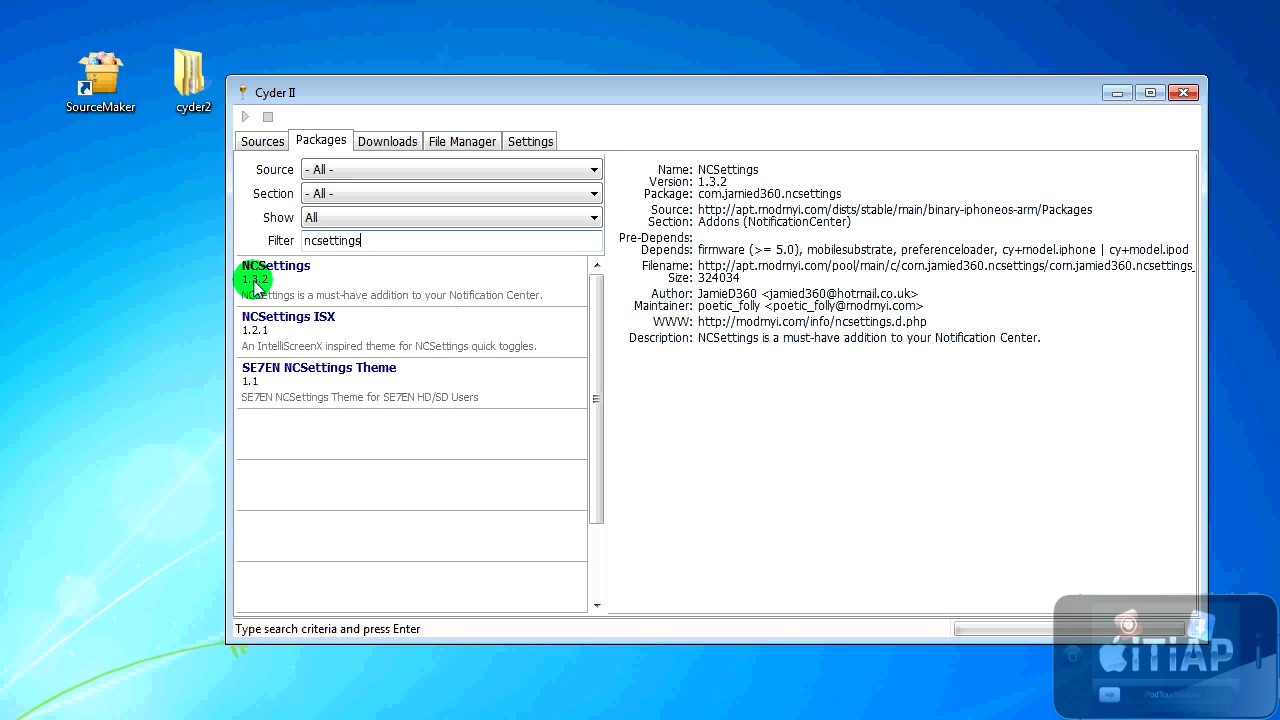 SourceMaker
cyder2
Cyder II
Sources
Packages
Downloads
File Manager
Settings
Source
- All -
Section
- All -
Show
All
Filter
ncsettings
NCSettings
1.3.2
NCSettings is a must-have addition to your Notification Center.
NCSettings ISX
1.2.1
An IntelliScreenX inspired theme for NCSettings quick toggles.
SE7EN NCSettings Theme
1.1
SE7EN NCSettings Theme for SE7EN HD/SD Users
Name: NCSettings
Version: 1.3.2
Package: com.jamied360.ncsettings
Source: http://apt.modmyi.com/dists/stable/main/binary-iphoneos-arm/Packages
Section: Addons (NotificationCenter)
Pre-Depends:
Depends: firmware (>= 5.0), mobilesubstrate, preferenceloader, cy+model.iphone | cy+model.ipod
Filename: http://apt.modmyi.com/pool/main/c/com.jamied360.ncsettings/com.jamied360.ncsettings_
Size: 324034
Author: JamieD360 <jamied360@hotmail.co.uk>
Maintainer: poetic_folly <poetic_folly@modmyi.com>
WWW: http://modmyi.com/info/ncsettings.d.php
Description: NCSettings is a must-have addition to your Notification Center.
Type search criteria and press Enter
iTiAP